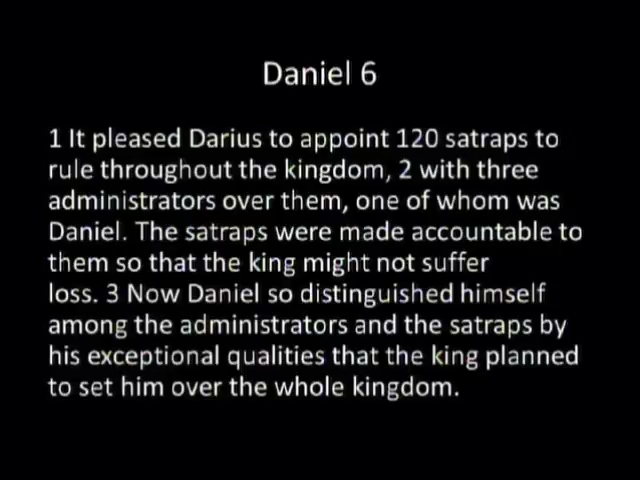 Daniel 6
1 It pleased Darius to appoint 120 satraps to
rule throughout the kingdom, 2 with three
administrators over them, one of whom was
Daniel. The satraps were made accountable to
them so that the king might not suffer
loss. 3 Now Daniel so distinguished himself
among the administrators and the satraps by
his exceptional qualities that the king planned
to set him over the whole kingdom.